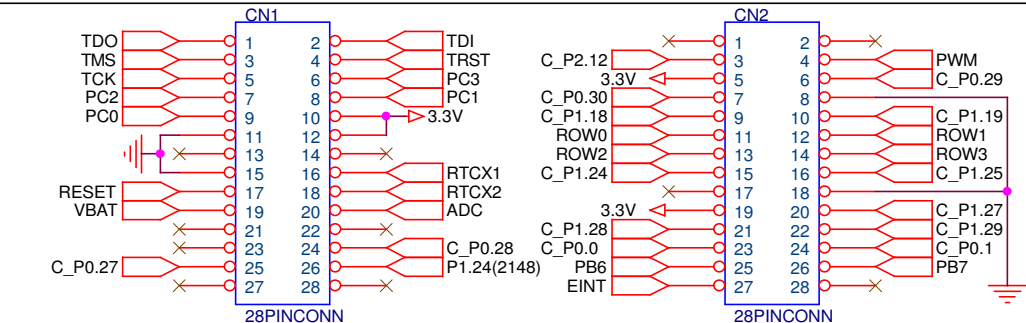 CN1 CN2
TDO 1 2 TDI 1 2
TMS 3 4 TRST C_P2.12 3 4 PWM
TCK 5 6 PC3 3.3V 5 6 C_P0.29
PC2 7 8 PC1 C_P0.30 7 8
PC0 9 10 3.3V C_P1.18 9 10 C_P1.19
11 12 ROW0 11 12 ROW1
13 14 ROW2 13 14 ROW3
15 16 RTCX1 C_P1.24 15 16 C_P1.25
RESET 17 18 RTCX2 17 18
VBAT 19 20 ADC 3.3V 19 20 C_P1.27
21 22 C_P1.28 21 22 C_P1.29
23 24 C_P0.28 C_P0.0 23 24 C_P0.1
C_P0.27 25 26 P1.24(2148) PB6 25 26 PB7
27 28 EINT 27 28
28PINCONN 28PINCONN